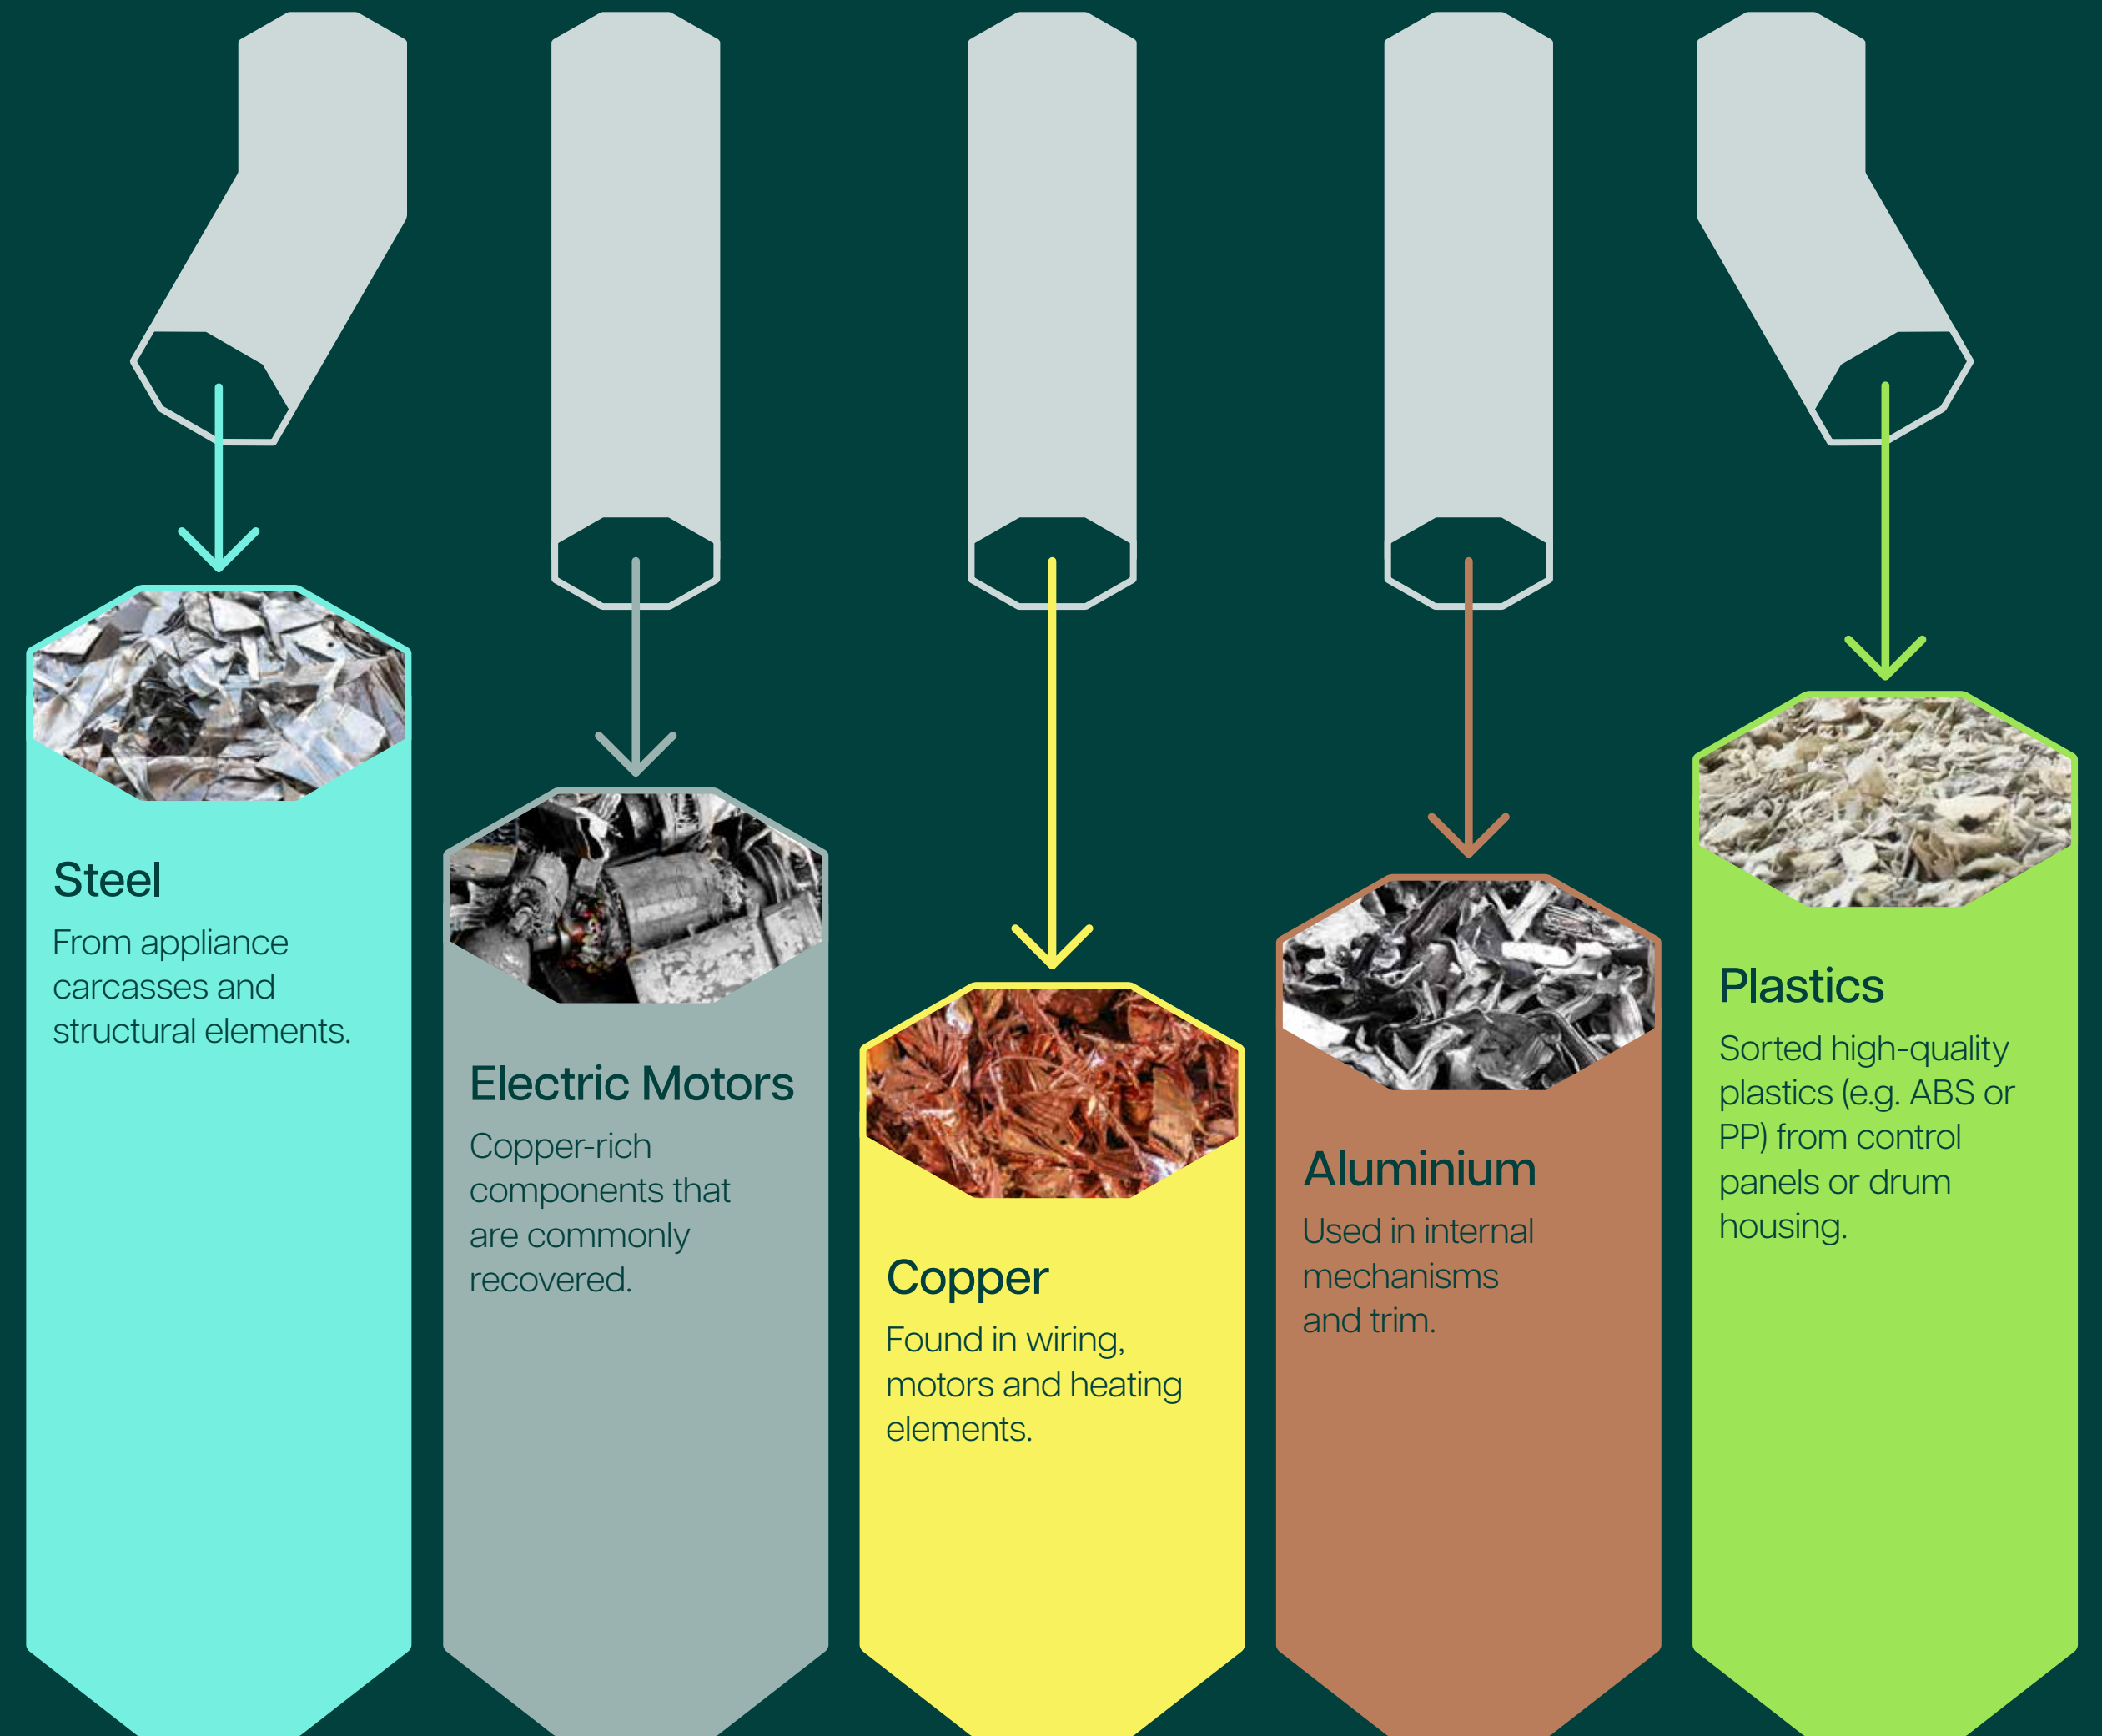 Steel
From appliance
carcasses and
structural elements.
Electric Motors
Copper-rich
components that
are commonly
recovered.
Copper
Found in wiring,
motors and heating
elements.
Aluminium
Used in internal
mechanisms
and trim.
Plastics
Sorted high-quality
plastics (e.g. ABS or
PP) from control
panels or drum
housing.